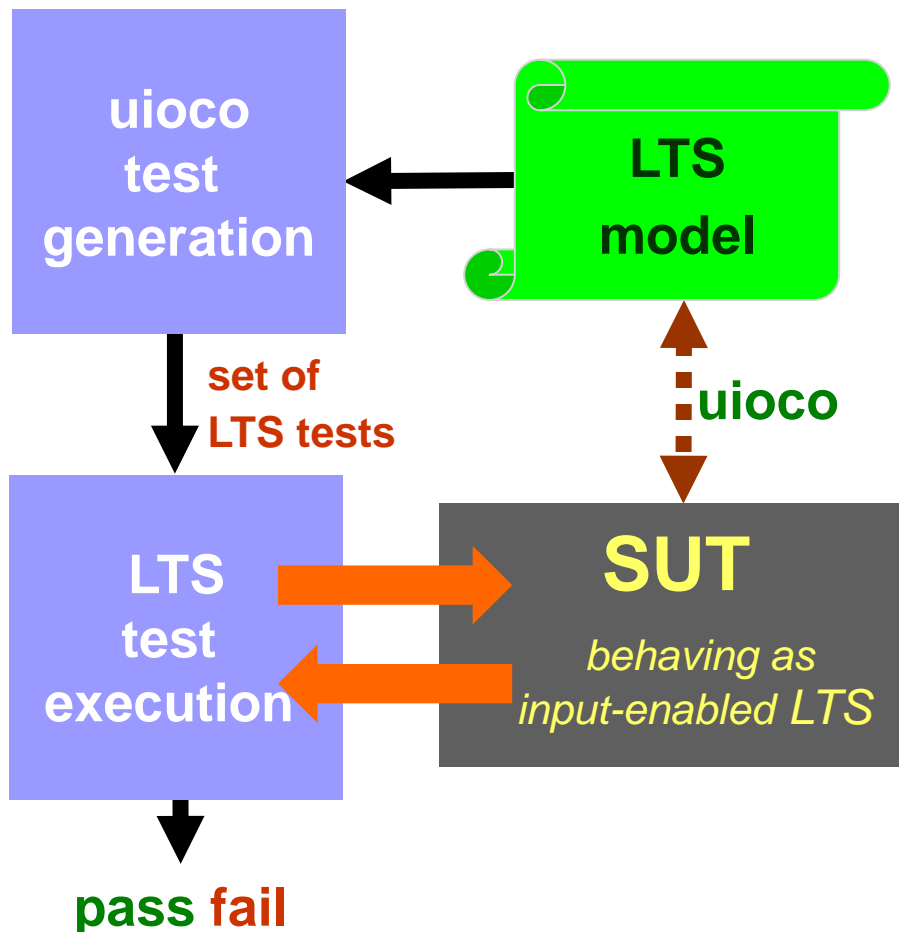 uioco
test
generation
LTS
model
set of
LTS tests
uioco
LTS
test
execution
SUT
behaving as
input-enabled LTS
pass fail